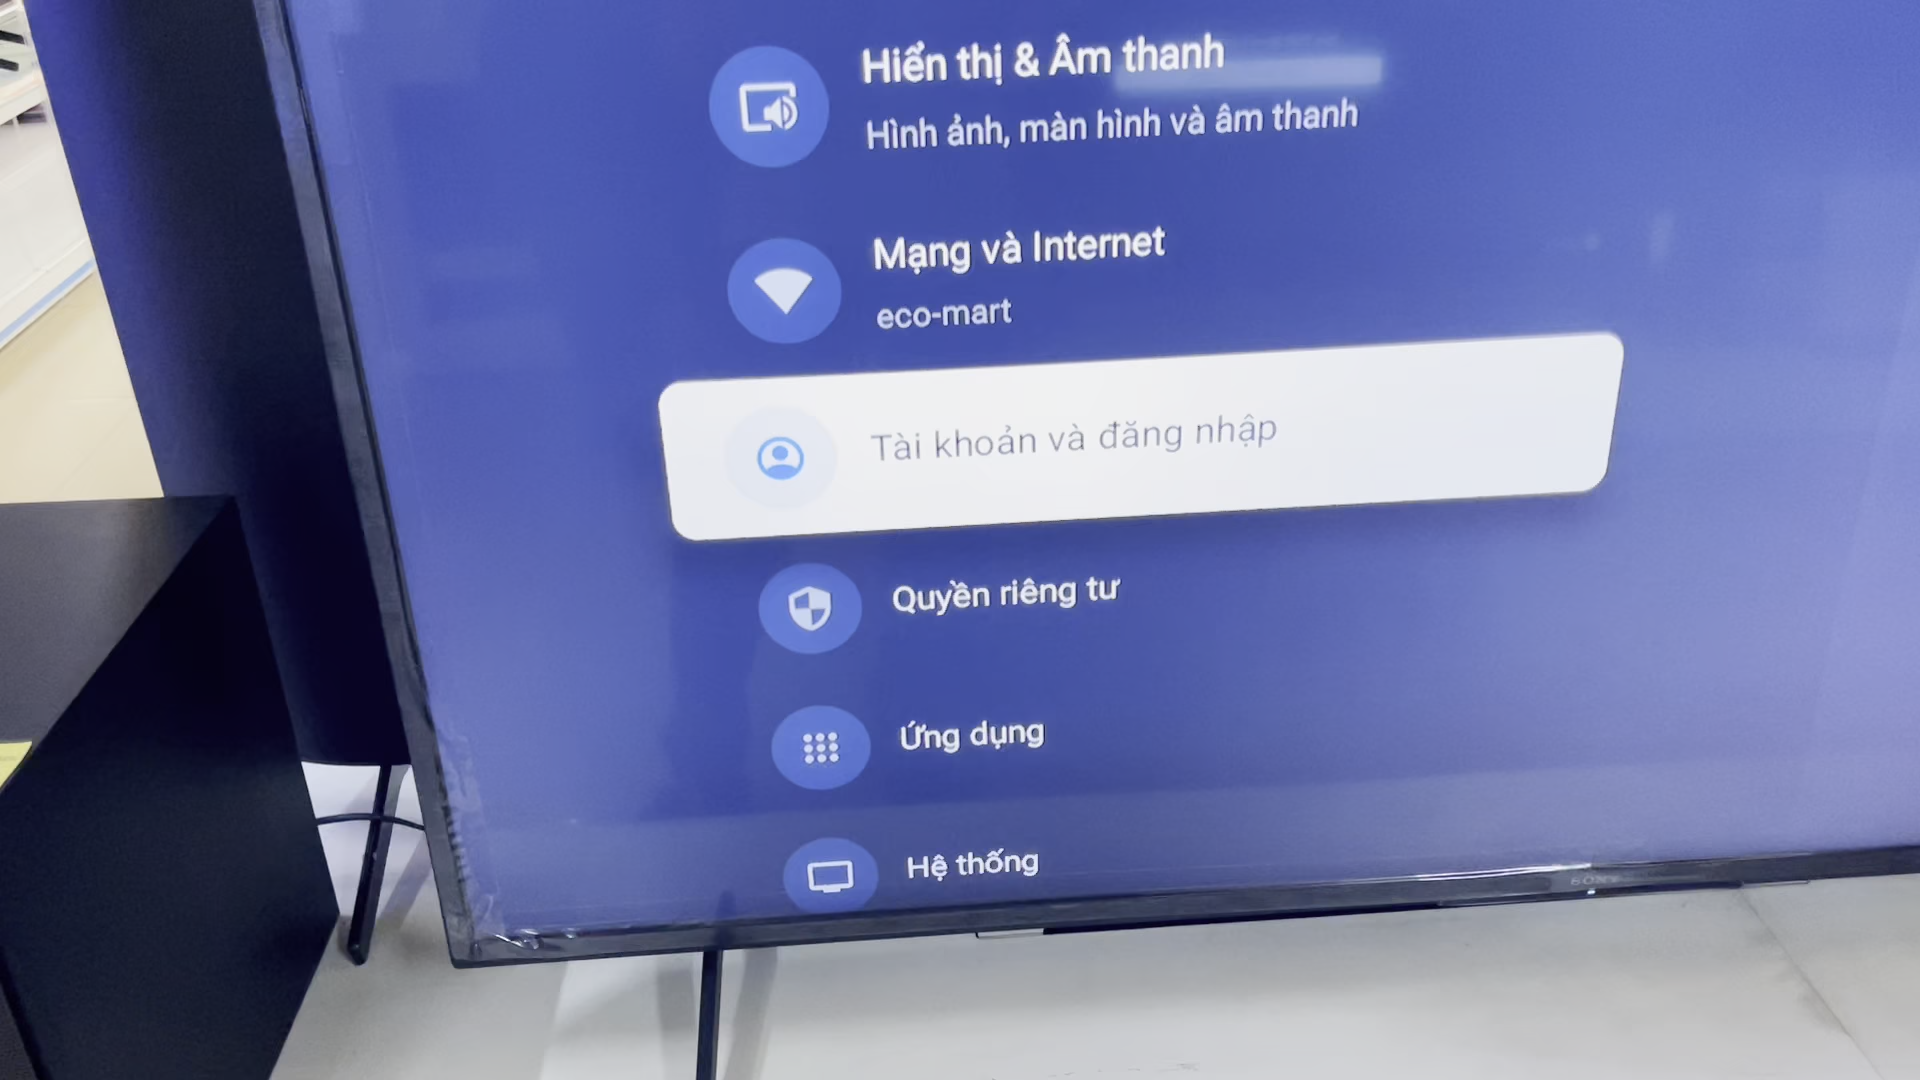 Hiển thị & Âm thanh
Hình ảnh, màn hình và âm thanh
Mạng và Internet
eco-mart
Tài khoản và đăng nhập
Quyền riêng tư
Ứng dụng
Hệ thống
SONY